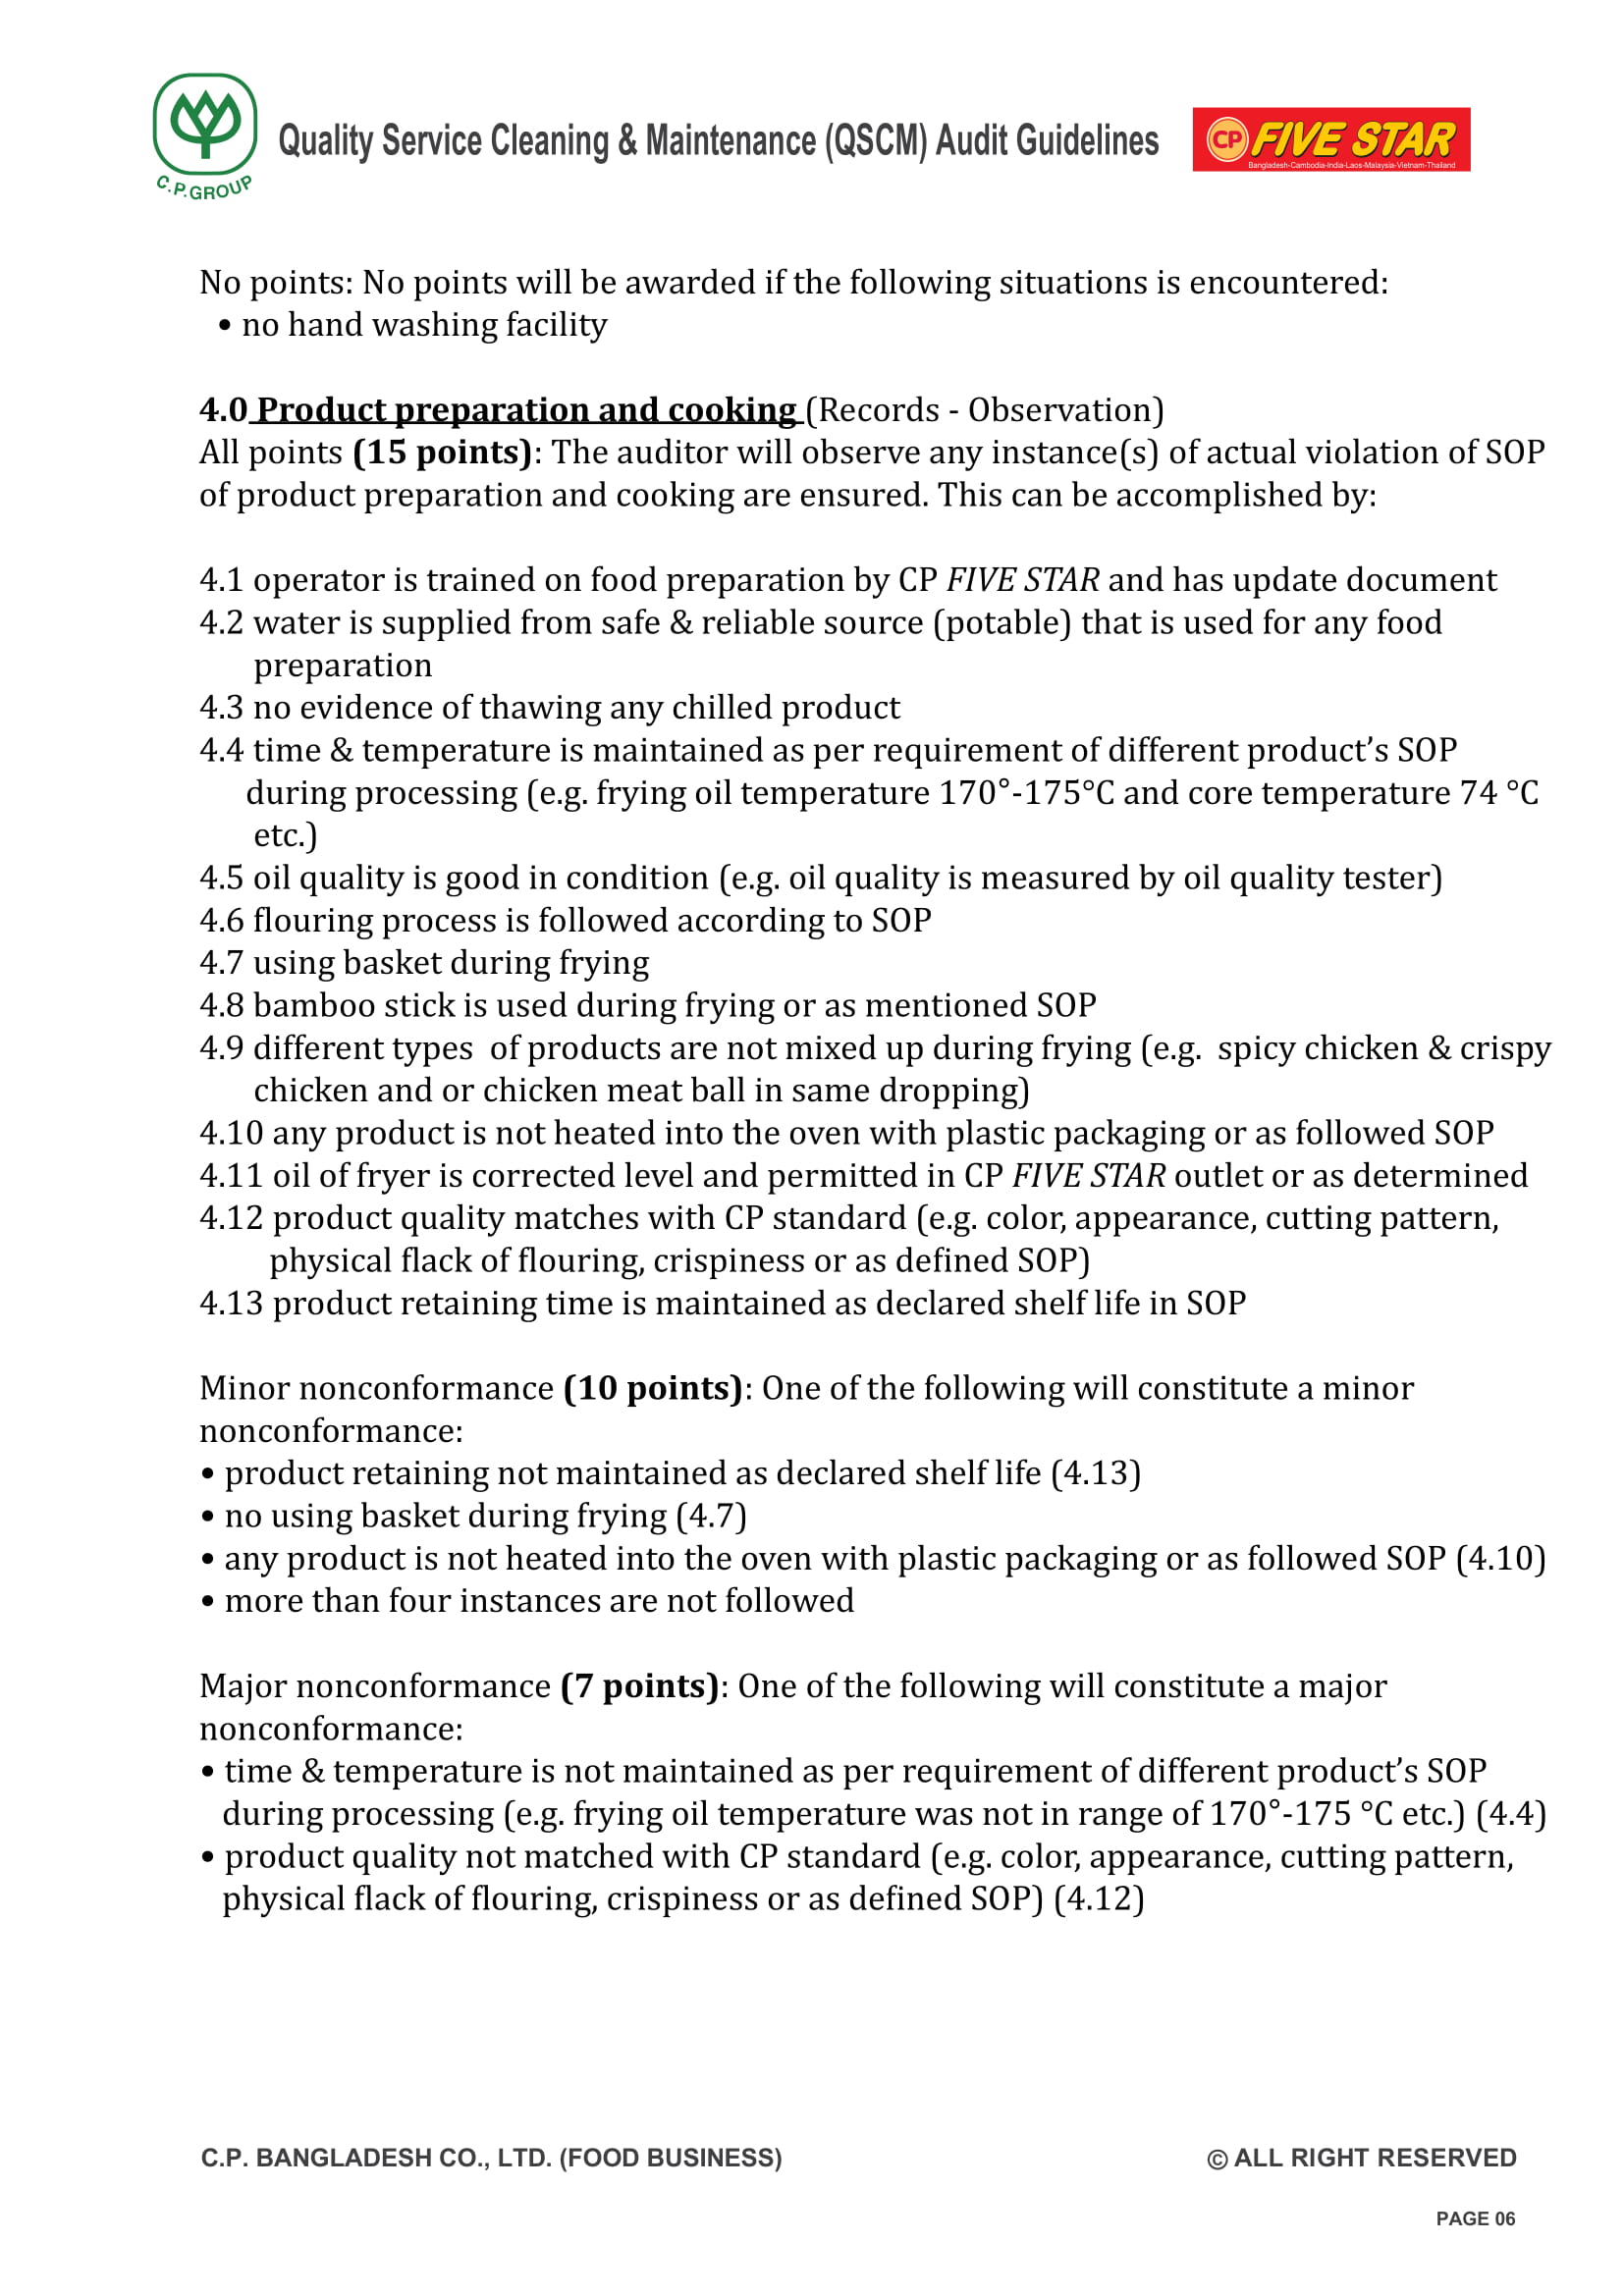 Quality Service Cleaning & Maintenance (QSCM) Audit Guidelines
C.P.GROUP
CP FIVE STAR
Bangladesh-Cambodia-India-Laos-Malaysia-Vietnam-Thailand
No points: No points will be awarded if the following situations is encountered:
• no hand washing facility
4.0 Product preparation and cooking (Records - Observation)
All points (15 points): The auditor will observe any instance(s) of actual violation of SOP
of product preparation and cooking are ensured. This can be accomplished by:
4.1 operator is trained on food preparation by CP FIVE STAR and has update document
4.2 water is supplied from safe & reliable source (potable) that is used for any food
preparation
4.3 no evidence of thawing any chilled product
4.4 time & temperature is maintained as per requirement of different product’s SOP
during processing (e.g. frying oil temperature 170°-175°C and core temperature 74 °C
etc.)
4.5 oil quality is good in condition (e.g. oil quality is measured by oil quality tester)
4.6 flouring process is followed according to SOP
4.7 using basket during frying
4.8 bamboo stick is used during frying or as mentioned SOP
4.9 different types of products are not mixed up during frying (e.g. spicy chicken & crispy
chicken and or chicken meat ball in same dropping)
4.10 any product is not heated into the oven with plastic packaging or as followed SOP
4.11 oil of fryer is corrected level and permitted in CP FIVE STAR outlet or as determined
4.12 product quality matches with CP standard (e.g. color, appearance, cutting pattern,
physical flack of flouring, crispiness or as defined SOP)
4.13 product retaining time is maintained as declared shelf life in SOP
Minor nonconformance (10 points): One of the following will constitute a minor
nonconformance:
• product retaining not maintained as declared shelf life (4.13)
• no using basket during frying (4.7)
• any product is not heated into the oven with plastic packaging or as followed SOP (4.10)
• more than four instances are not followed
Major nonconformance (7 points): One of the following will constitute a major
nonconformance:
• time & temperature is not maintained as per requirement of different product’s SOP
during processing (e.g. frying oil temperature was not in range of 170°-175 °C etc.) (4.4)
• product quality not matched with CP standard (e.g. color, appearance, cutting pattern,
physical flack of flouring, crispiness or as defined SOP) (4.12)
C.P. BANGLADESH CO., LTD. (FOOD BUSINESS)
© ALL RIGHT RESERVED
PAGE 06